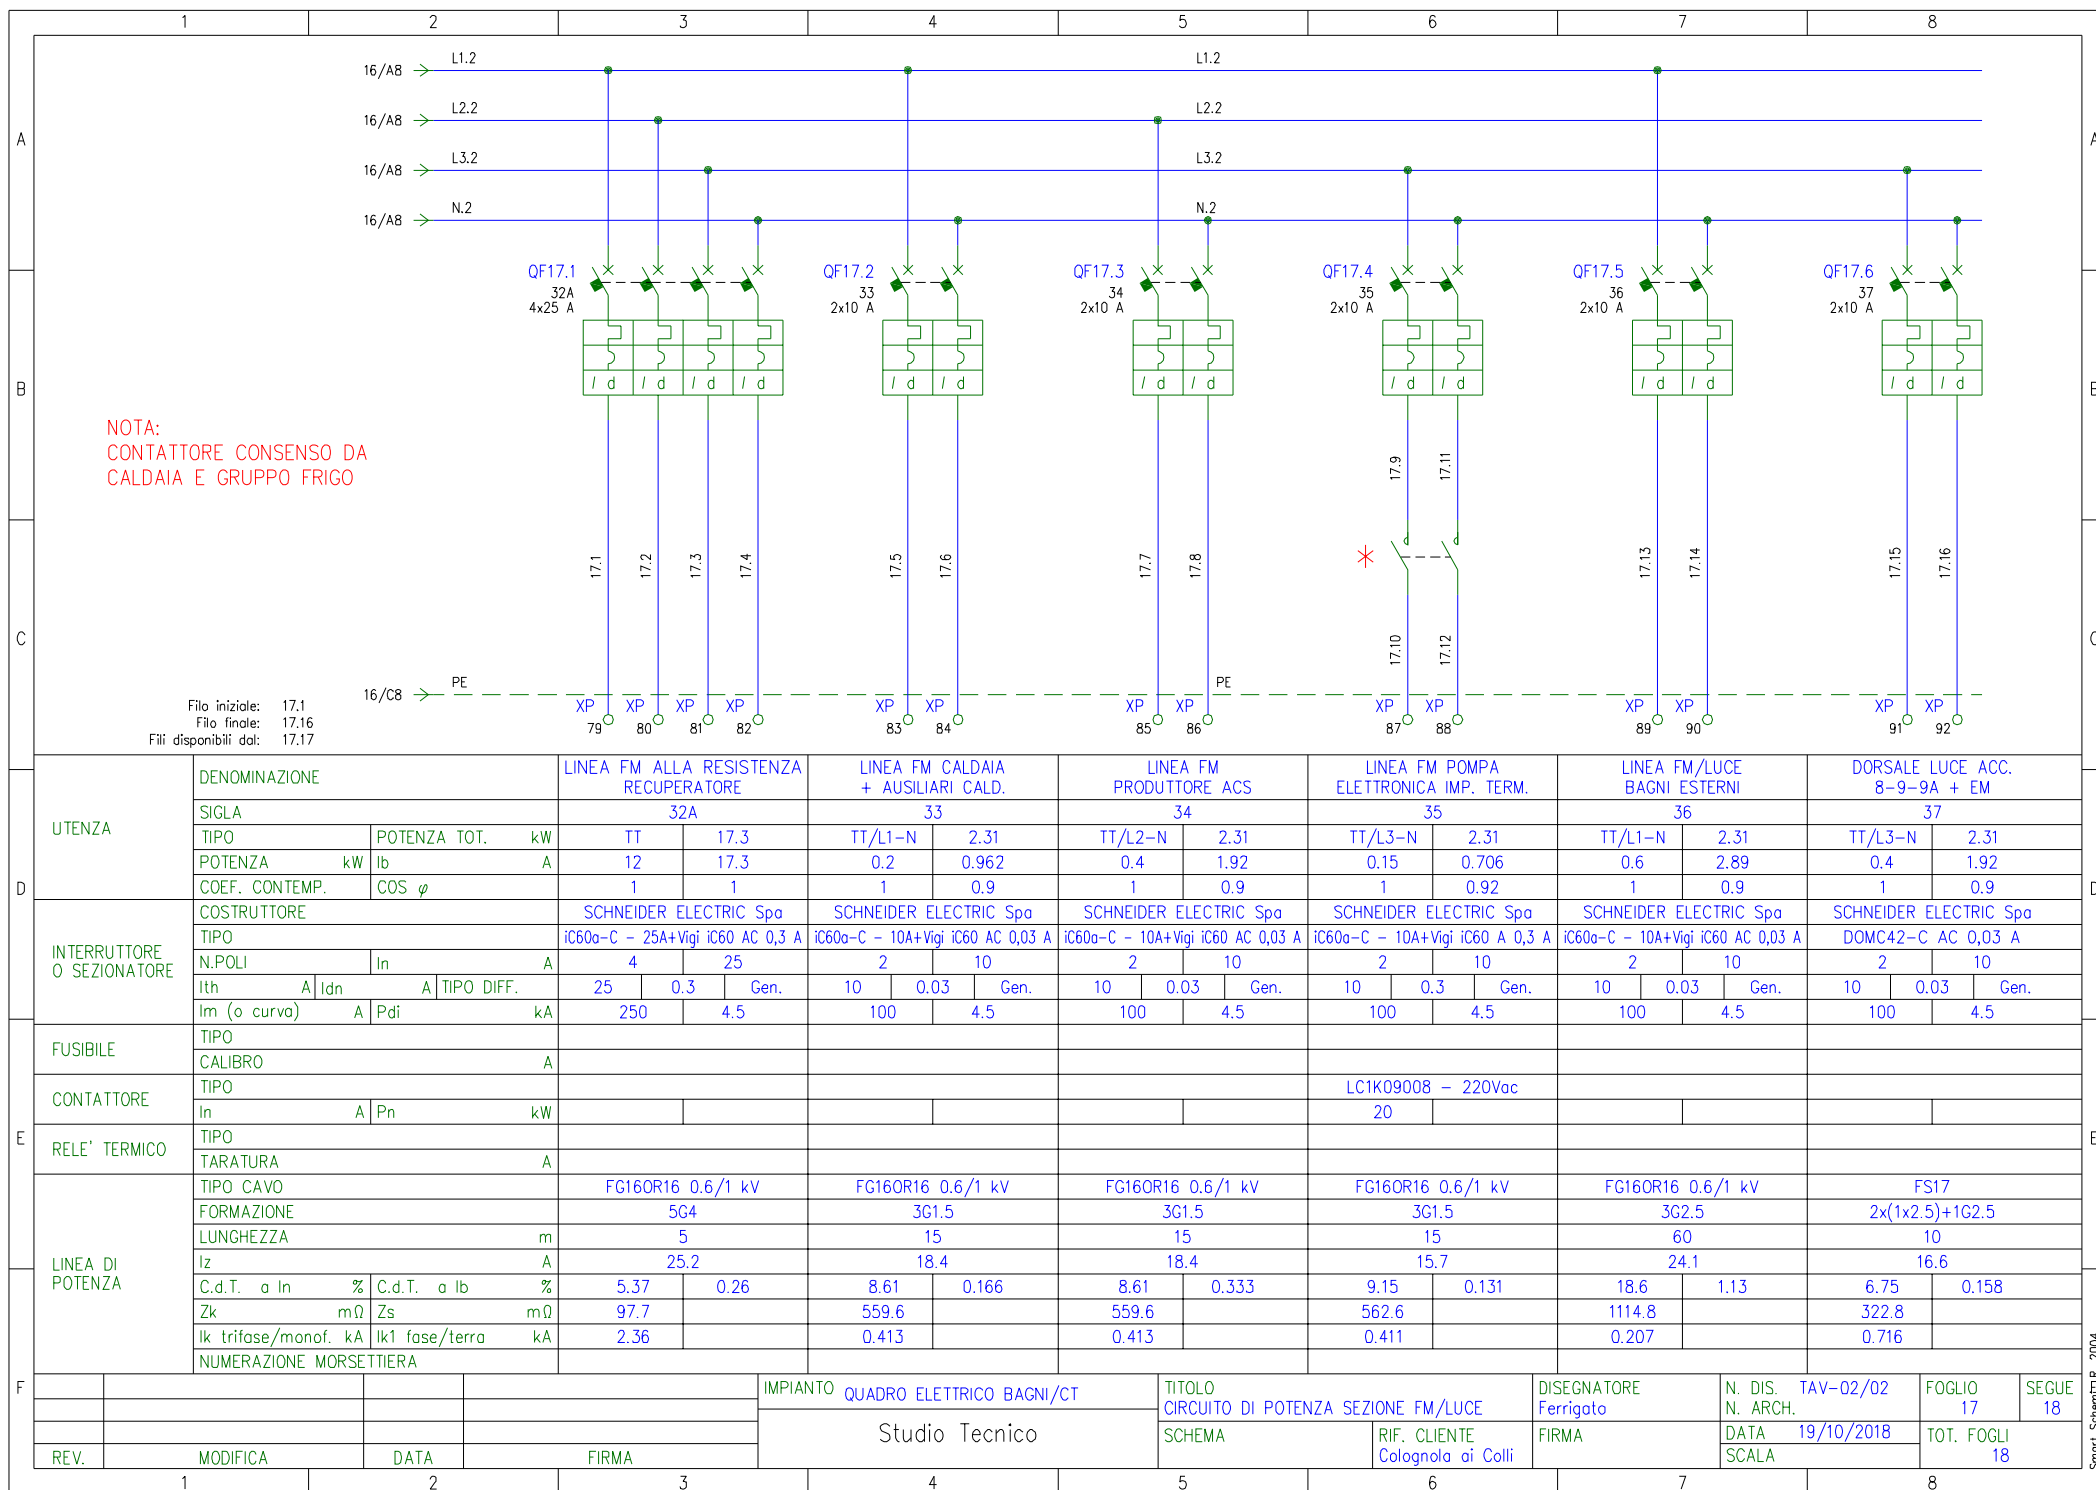 1 2 3 4 5 6 7 8
16/A8 L1.2 L1.2
16/A8 L2.2 L2.2
A A
16/A8 L3.2 L3.2
16/A8 N.2 N.2
QF17.1 QF17.2 QF17.3 QF17.4 QF17.5 QF17.6
32A 33 34 35 36 37
4x25 A 2x10 A 2x10 A 2x10 A 2x10 A 2x10 A
I d I d I d I d I d I d I d I d I d I d I d I d I d I d
B B
NOTA:
CONTATTORE CONSENSO DA
CALDAIA E GRUPPO FRIGO
17.9 17.11
17.1 17.2 17.3 17.4 17.5 17.6 17.7 17.8 17.13 17.14 17.15 17.16
C C
17.10 17.12
16/C8 PE PE
Filo iniziale: 17.1
Filo finale: 17.16
Fili disponibili dal: 17.17
XP XP XP XP XP XP XP XP XP XP XP XP XP XP
79 80 81 82 83 84 85 86 87 88 89 90 91 92
UTENZA
DENOMINAZIONE
LINEA FM ALLA RESISTENZA
RECUPERATORE
LINEA FM CALDAIA
+ AUSILIARI CALD.
LINEA FM
PRODUTTORE ACS
LINEA FM POMPA
ELETTRONICA IMP. TERM.
LINEA FM/LUCE
BAGNI ESTERNI
DORSALE LUCE ACC.
8-9-9A + EM
SIGLA 32A 33 34 35 36 37
TIPO POTENZA TOT. kW TT 17.3 TT/L1-N 2.31 TT/L2-N 2.31 TT/L3-N 2.31 TT/L1-N 2.31 TT/L3-N 2.31
POTENZA kW Ib A 12 17.3 0.2 0.962 0.4 1.92 0.15 0.706 0.6 2.89 0.4 1.92
D D
COEF. CONTEMP. COS φ 1 1 1 0.9 1 0.9 1 0.92 1 0.9 1 0.9
INTERRUTTORE
O SEZIONATORE
COSTRUTTORE SCHNEIDER ELECTRIC Spa SCHNEIDER ELECTRIC Spa SCHNEIDER ELECTRIC Spa SCHNEIDER ELECTRIC Spa SCHNEIDER ELECTRIC Spa SCHNEIDER ELECTRIC Spa
TIPO iC60a-C - 25A+Vigi iC60 AC 0,3 A iC60a-C - 10A+Vigi iC60 AC 0,03 A iC60a-C - 10A+Vigi iC60 AC 0,03 A iC60a-C - 10A+Vigi iC60 A 0,3 A iC60a-C - 10A+Vigi iC60 AC 0,03 A DOMC42-C AC 0,03 A
N.POLI In A 4 25 2 10 2 10 2 10 2 10 2 10
Ith A Idn A TIPO DIFF. 25 0.3 Gen. 10 0.03 Gen. 10 0.03 Gen. 10 0.3 Gen. 10 0.03 Gen. 10 0.03 Gen.
Im (o curva) A Pdi kA 250 4.5 100 4.5 100 4.5 100 4.5 100 4.5 100 4.5
FUSIBILE
TIPO
CALIBRO A
CONTATTORE
TIPO LC1K09008 - 220Vac
In A Pn kW 20
E E
RELE' TERMICO
TIPO
TARATURA A
LINEA DI
POTENZA
TIPO CAVO FG16OR16 0.6/1 kV FG16OR16 0.6/1 kV FG16OR16 0.6/1 kV FG16OR16 0.6/1 kV FG16OR16 0.6/1 kV FS17
FORMAZIONE 5G4 3G1.5 3G1.5 3G1.5 3G2.5 2x(1x2.5)+1G2.5
LUNGHEZZA m 5 15 15 15 60 10
Iz A 25.2 18.4 18.4 15.7 24.1 16.6
C.d.T. a In % C.d.T. a Ib % 5.37 0.26 8.61 0.166 8.61 0.333 9.15 0.131 18.6 1.13 6.75 0.158
Zk mΩ Zs mΩ 97.7 559.6 559.6 562.6 1114.8 322.8
Ik trifase/monof. kA Ik1 fase/terra kA 2.36 0.413 0.413 0.411 0.207 0.716
NUMERAZIONE MORSETTIERA
F
REV. MODIFICA DATA FIRMA
IMPIANTO QUADRO ELETTRICO BAGNI/CT
Studio Tecnico
TITOLO
CIRCUITO DI POTENZA SEZIONE FM/LUCE
SCHEMA
RIF. CLIENTE
Colognola ai Colli
DISEGNATORE
Ferrigato
FIRMA
N. DIS. TAV-02/02
N. ARCH.
DATA 19/10/2018
SCALA
FOGLIO
17
SEGUE
18
TOT. FOGLI
18
1 2 3 4 5 6 7 8